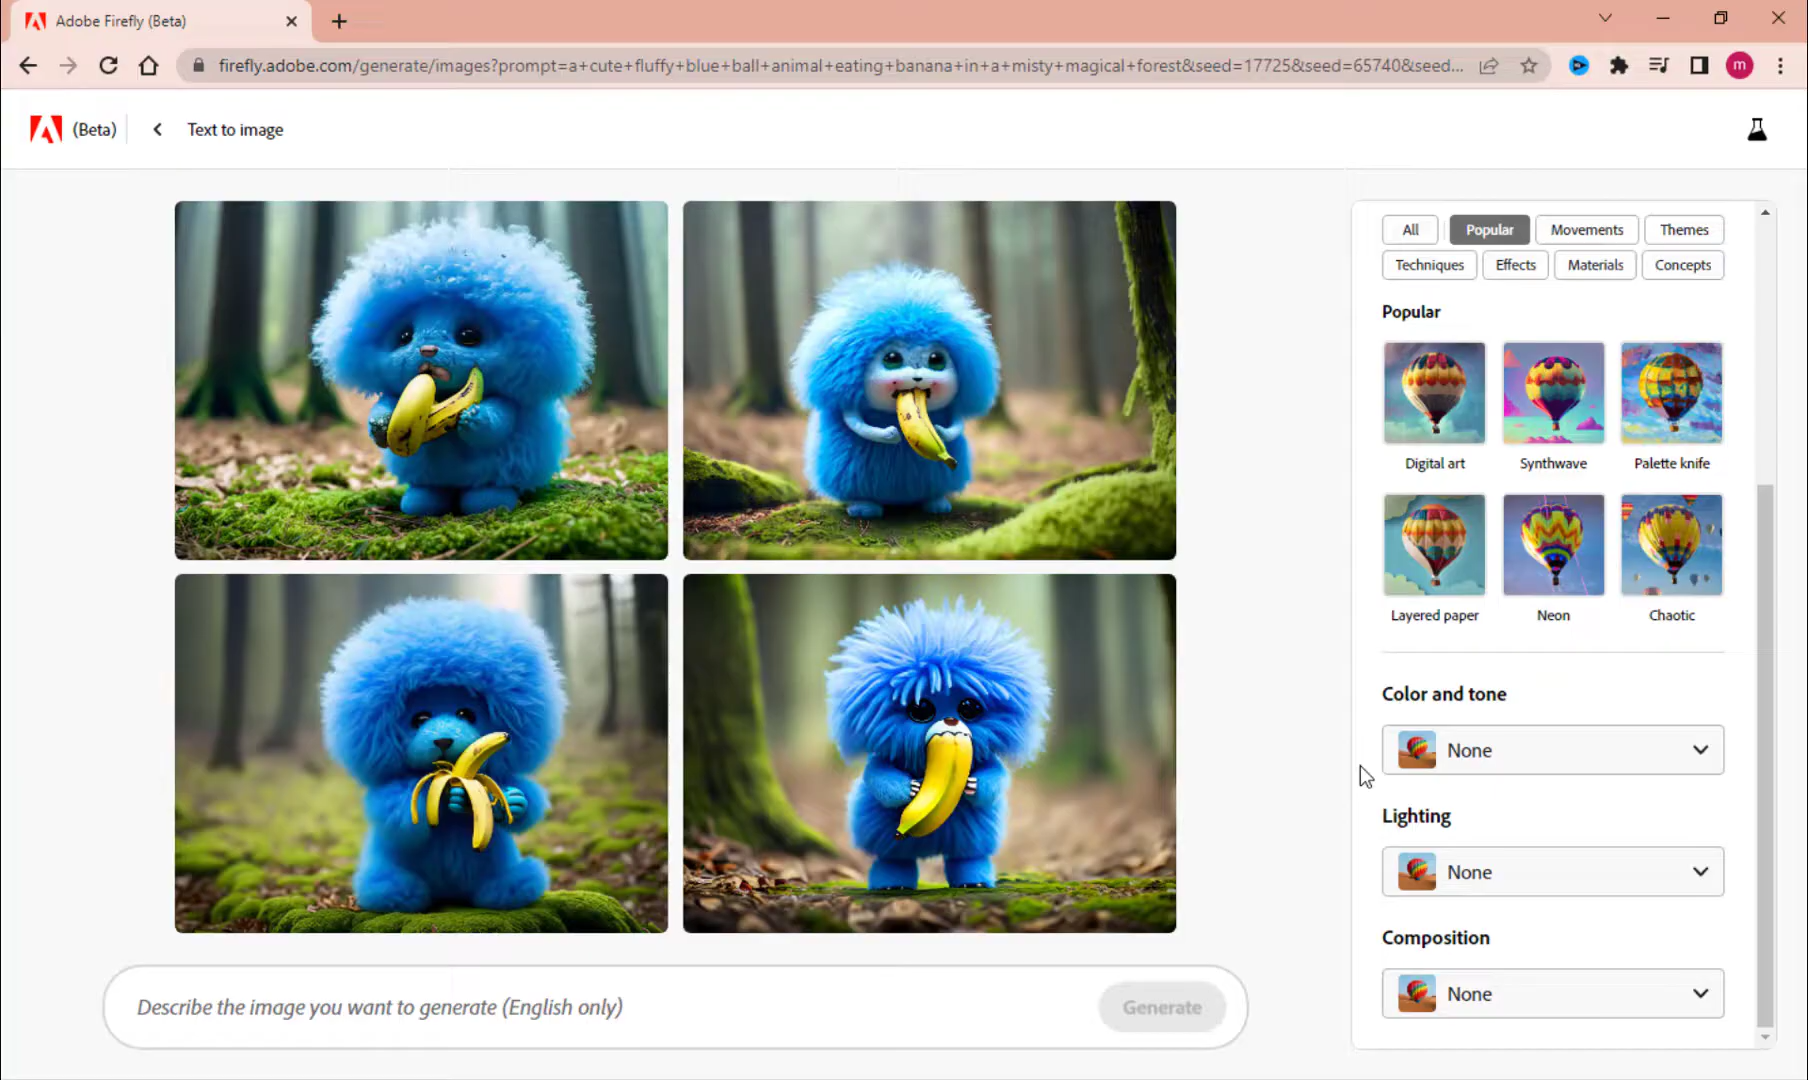 Adobe Firefly (Beta)
firefly.adobe.com/generate/images?prompt=a+cute+fluffy+blue+ball+animal+eating+banana+in+a+misty+magical+forest&seed=17725&seed=65740&seed...
m
(Beta)
Text to image
All
Popular
Movements
Themes
Techniques
Effects
Materials
Concepts
Popular
Digital art
Synthwave
Palette knife
Layered paper
Neon
Chaotic
Color and tone
None
Lighting
None
Composition
None
Describe the image you want to generate (English only)
Generate